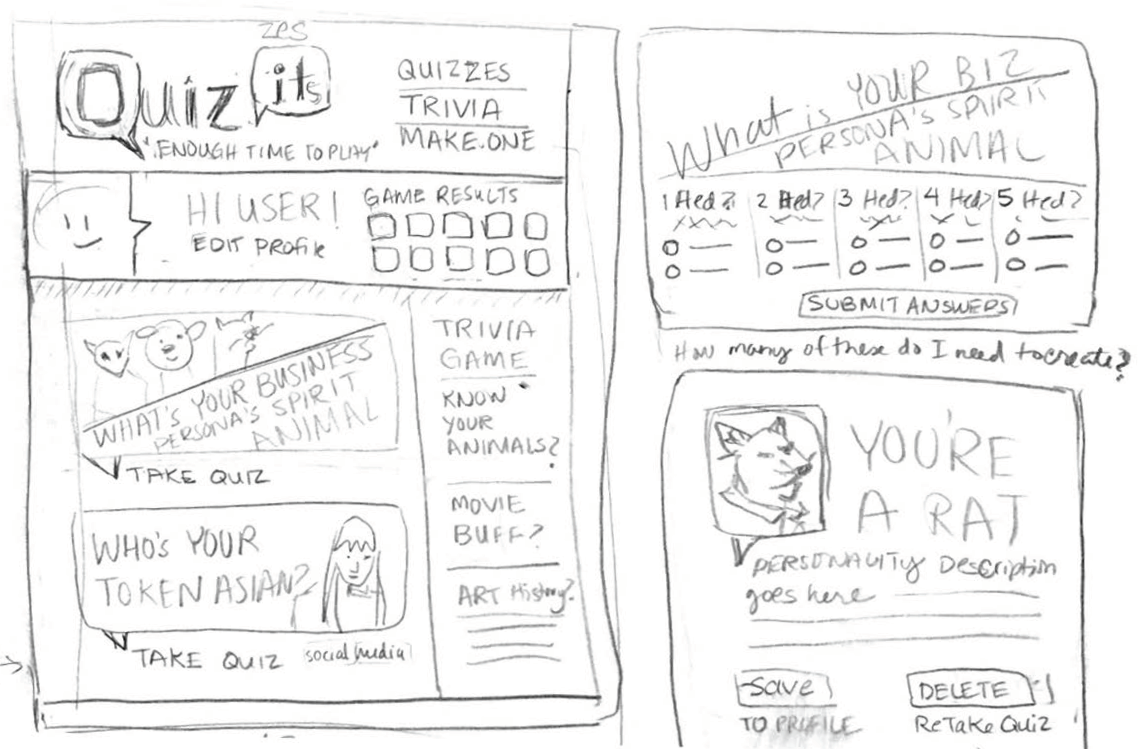 zes
Quiz its
"ENOUGH TIME TO PLAY"
QUIZZES
TRIVIA
MAKE.ONE
HI USER!
EDIT PROfile
GAME RESULTS
WHAT'S YOUR BUSINESS
PERSONA'S SPIRIT
ANIMAL
TAKE QUIZ
WHO'S YOUR
TOKEN ASIAN?
TAKE QUIZ
social media
TRIVIA
GAME
KNOW
YOUR
ANIMALS?
MOVIE
BUFF?
ART History?
What is YOUR BIZ
PERSONA'S SPIRIT
ANIMAL
1 Hed? 2 Hed? 3 Hed? 4 Hed? 5 Hed?
SUBMIT ANSWERS
How many of these do I need to create?
YOU'RE
A RAT
PERSONALITY Description
goes here
Save
TO PROFILE
DELETE
ReTake Quiz